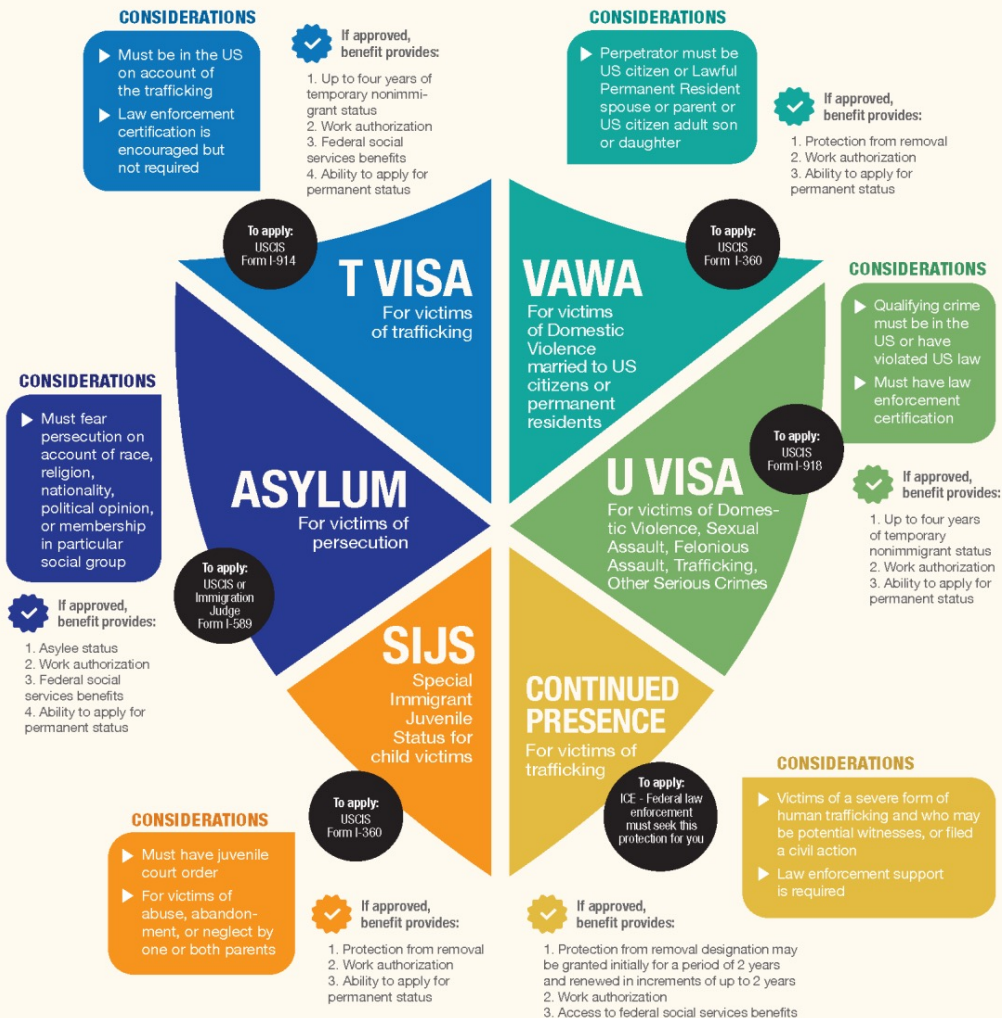 CONSIDERATIONS
Must be in the US
on account of
the trafficking
Law enforcement
certification is
encouraged but
not required
If approved,
benefit provides:
1. Up to four years of
temporary nonimmi-
grant status
2. Work authorization
3. Federal social
services benefits
4. Ability to apply for
permanent status
To apply:
USCIS
Form I-914
T VISA
For victims
of trafficking
CONSIDERATIONS
Perpetrator must be
US citizen or Lawful
Permanent Resident
spouse or parent or
US citizen adult son
or daughter
If approved,
benefit provides:
1. Protection from removal
2. Work authorization
3. Ability to apply for
permanent status
To apply:
USCIS
Form I-360
VAWA
For victims
of Domestic
Violence
married to US
citizens or
permanent
residents
CONSIDERATIONS
Qualifying crime
must be in the
US or have
violated US law
Must have law
enforcement
certification
To apply:
USCIS
Form I-918
If approved,
benefit provides:
1. Up to four years
of temporary
nonimmigrant status
2. Work authorization
3. Ability to apply for
permanent status
U VISA
For victims of Domes-
tic Violence, Sexual
Assault, Felonious
Assault, Trafficking,
Other Serious Crimes
CONSIDERATIONS
Must fear
persecution on
account of race,
religion,
nationality,
political opinion,
or membership
in particular
social group
ASYLUM
For victims of
persecution
To apply:
USCIS or
Immigration
Judge
Form I-589
If approved,
benefit provides:
1. Asylee status
2. Work authorization
3. Federal social
services benefits
4. Ability to apply for
permanent status
SIJS
Special
Immigrant
Juvenile
Status for
child victims
To apply:
USCIS
Form I-360
CONSIDERATIONS
Must have juvenile
court order
For victims of
abuse, abandon-
ment, or neglect by
one or both parents
If approved,
benefit provides:
1. Protection from removal
2. Work authorization
3. Ability to apply for
permanent status
CONTINUED
PRESENCE
For victims of
trafficking
To apply:
ICE - Federal law
enforcement
must seek this
protection for you
CONSIDERATIONS
Victims of a severe form of
human trafficking and who may
be potential witnesses, or filed
a civil action
Law enforcement support
is required
If approved,
benefit provides:
1. Protection from removal designation may
be granted initially for a period of 2 years
and renewed in increments of up to 2 years
2. Work authorization
3. Access to federal social services benefits